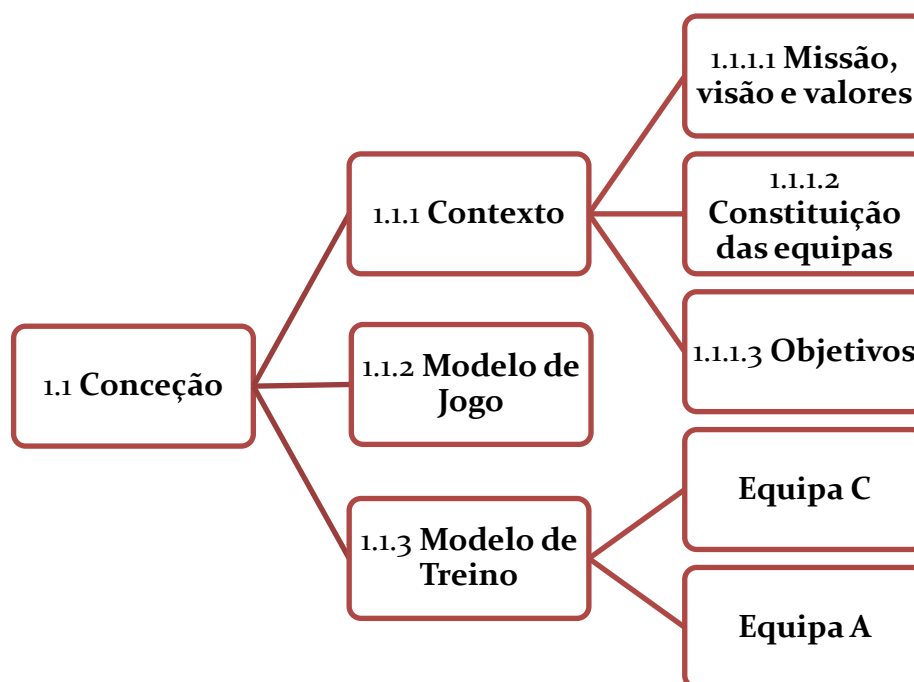 1.1 Conceção
1.1.1 Contexto
1.1.1.1 Missão,
visão e valores
1.1.1.2
Constituição
das equipas
1.1.1.3 Objetivos
1.1.2 Modelo de
Jogo
1.1.3 Modelo de
Treino
Equipa C
Equipa A